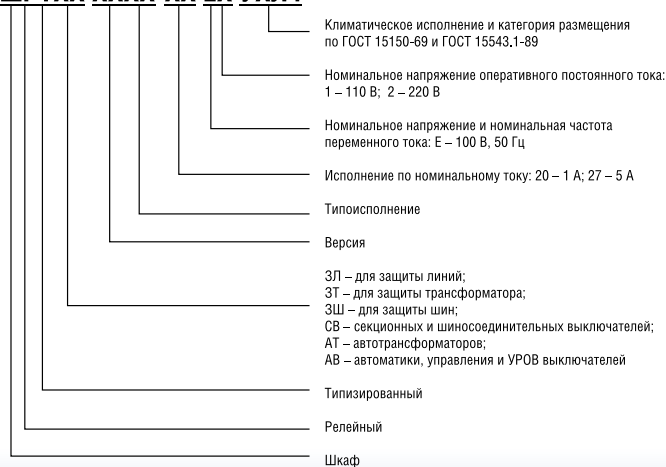 Климатическое исполнение и категория размещения
по ГОСТ 15150-69 и ГОСТ 15543.1-89
Номинальное напряжение оперативного постоянного тока:
1 – 110 В; 2 – 220 В
Номинальное напряжение и номинальная частота
переменного тока: Е – 100 В, 50 Гц
Исполнение по номинальному току: 20 – 1 А; 27 – 5 А
Типоисполнение
Версия
ЗЛ – для защиты линий;
ЗТ – для защиты трансформатора;
ЗШ – для защиты шин;
СВ – секционных и шиносоединительных выключателей;
АТ – автотрансформаторов;
АВ – автоматики, управления и УРОВ выключателей
Типизированный
Релейный
Шкаф